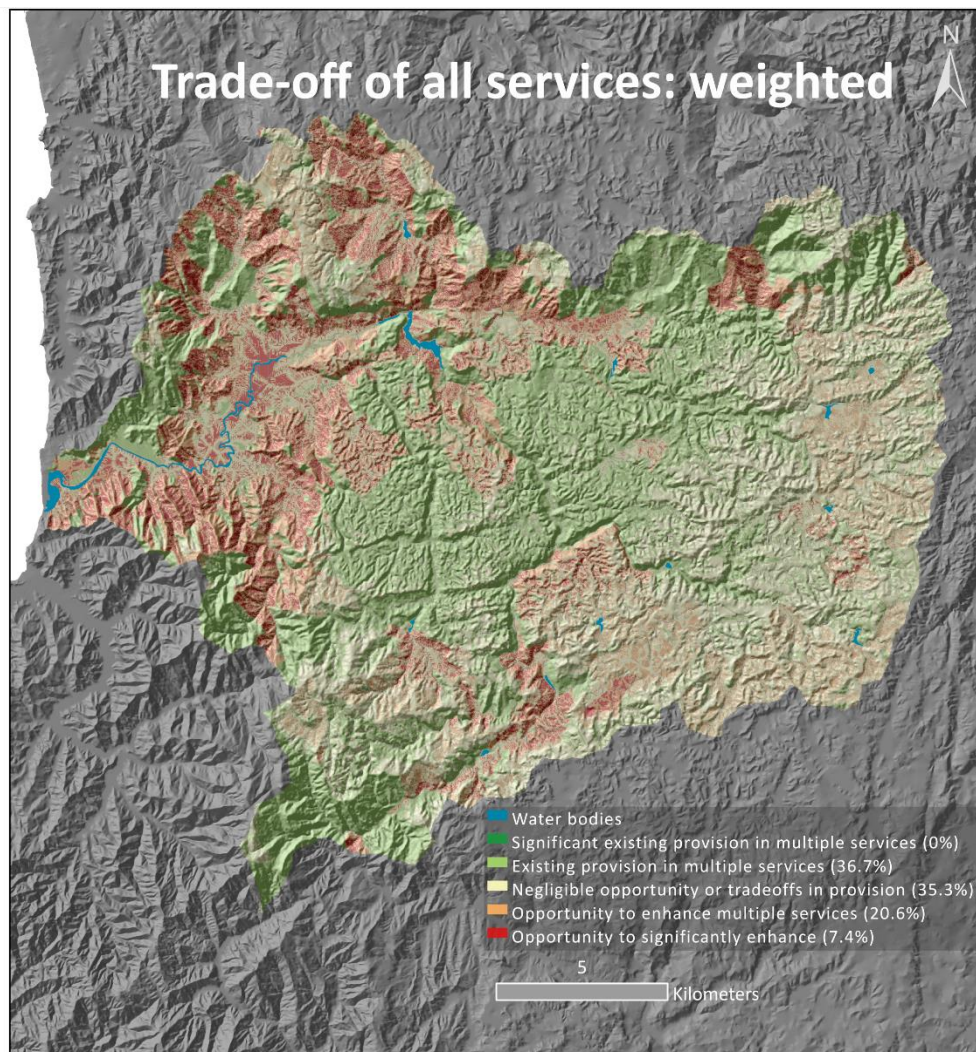 N
Trade-off of all services: weighted
Water bodies
Significant existing provision in multiple services (0%)
Existing provision in multiple services (36.7%)
Negligible opportunity or tradeoffs in provision (35.3%)
Opportunity to enhance multiple services (20.6%)
Opportunity to significantly enhance (7.4%)
5
Kilometers